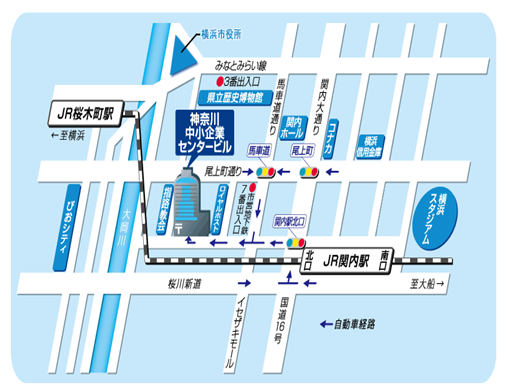 横浜市役所
みなとみらい線
❸3番出入口
県立歴史博物館
馬車道通り
関内大通り
JR桜木町駅
←至横浜
神奈川
中小企業
センタービル
関内
ホール
コナカ
横浜
信用金庫
馬車道
尾上町
尾上町通り
ぴおシティ
大岡川
指路教会
ロイヤルホスト
市営地下鉄
7番出入口
関内駅北口
横浜
スタジアム
北口
JR関内駅
南口
桜川新道
至大船→
イセザキモール
国道16号
←自動車経路